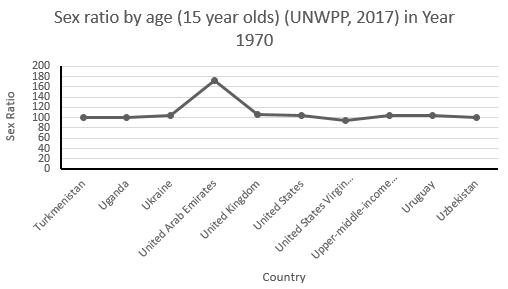 Sex ratio by age (15 year olds) (UNWPP, 2017) in Year
1970
200
180
160
140
120
100
80
60
40
20
0
Sex Ratio
Turkmenistan
Uganda
Ukraine
United Arab Emirates
United Kingdom
United States
United States Virgin...
Upper-middle-income...
Uruguay
Uzbekistan
Country